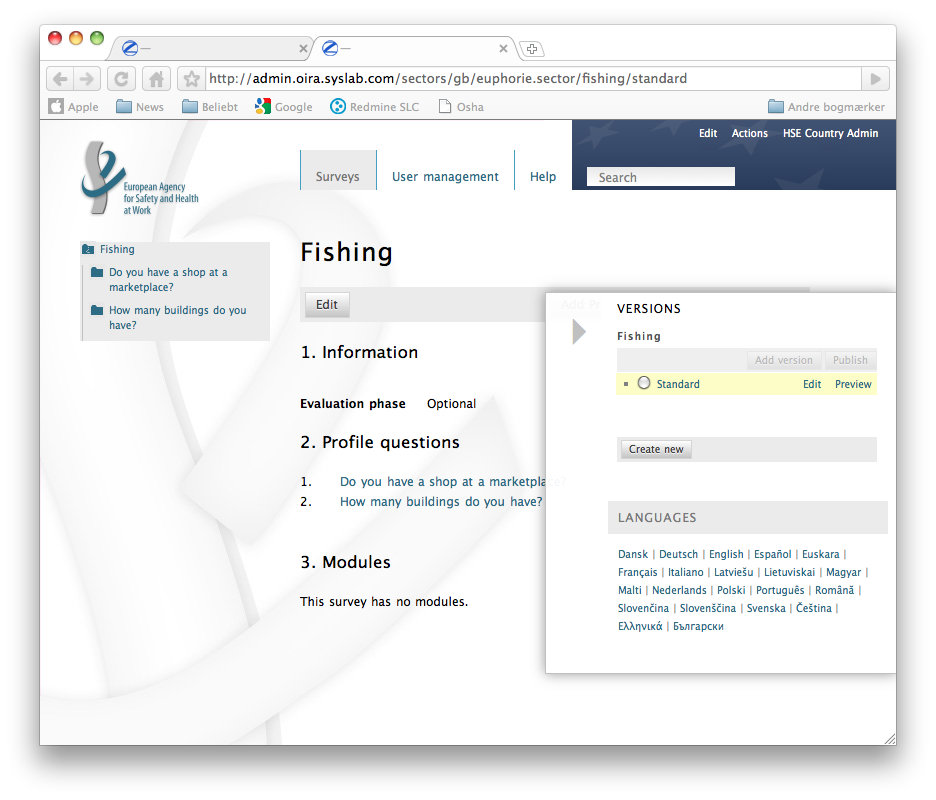 —
—
http://admin.oira.syslab.com/sectors/gb/euphorie.sector/fishing/standard
Apple News Beliebt Google Redmine SLC Osha Andre bogmærker
Edit Actions HSE Country Admin
Surveys User management Help
Search
European Agency
for Safety and Health
at Work
Fishing
Do you have a shop at a
marketplace?
How many buildings do you
have?
Fishing
Edit
1. Information
Evaluation phase Optional
2. Profile questions
1. Do you have a shop at a marketplace?
2. How many buildings do you have?
3. Modules
This survey has no modules.
VERSIONS
Fishing
Add version Publish
Standard Edit Preview
Create new
LANGUAGES
Dansk | Deutsch | English | Español | Euskara |
Français | Italiano | Latviešu | Lietuviskai | Magyar |
Malti | Nederlands | Polski | Português | Română |
Slovenčina | Slovenščina | Svenska | Čeština |
Ελληνικά | Български